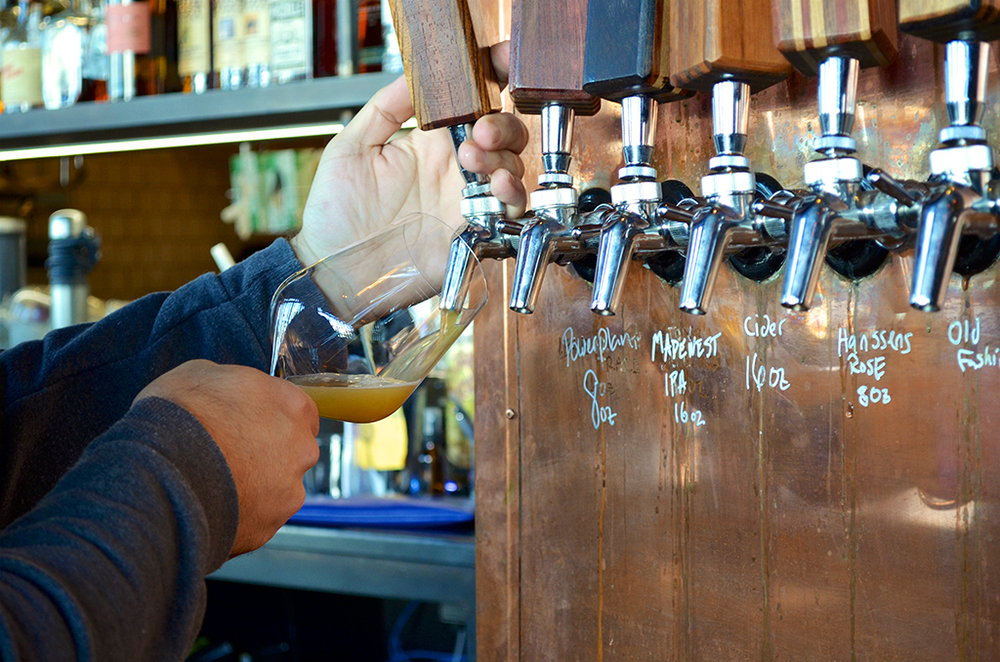 Powerplant
8oz
MADEWEST
IPA
16oz
Cider
16oz
Hanssens
ROSE
8oz
Old
Fashi